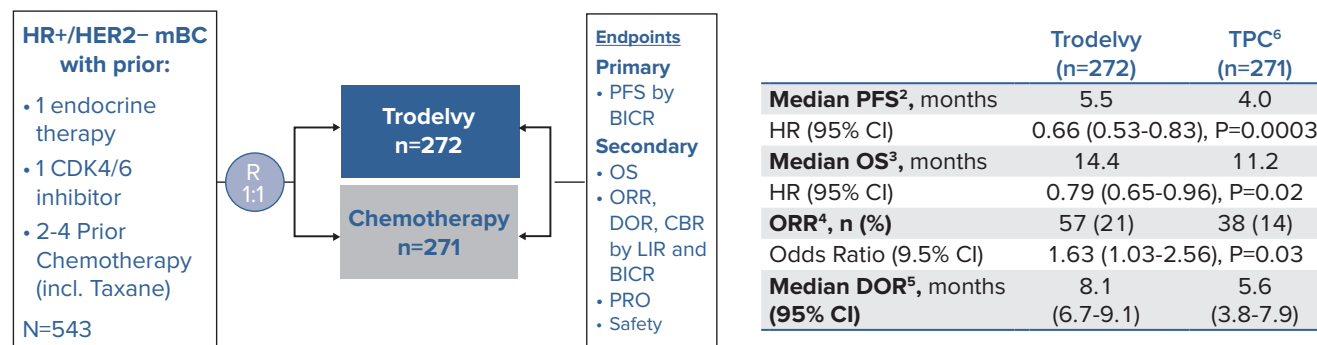 HR+/HER2− mBC
with prior:
• 1 endocrine
therapy
• 1 CDK4/6
inhibitor
• 2-4 Prior
Chemotherapy
(incl. Taxane)
N=543
R
1:1
Trodelvy
n=272
Chemotherapy
n=271
Endpoints
Primary
• PFS by
BICR
Secondary
• OS
• ORR,
DOR, CBR
by LIR and
BICR
• PRO
• Safety
Trodelvy TPC⁶
(n=272) (n=271)
Median PFS², months 5.5 4.0
HR (95% CI) 0.66 (0.53-0.83), P=0.0003
Median OS³, months 14.4 11.2
HR (95% CI) 0.79 (0.65-0.96), P=0.02
ORR⁴, n (%) 57 (21) 38 (14)
Odds Ratio (9.5% CI) 1.63 (1.03-2.56), P=0.03
Median DOR⁵, months 8.1 5.6
(95% CI) (6.7-9.1) (3.8-7.9)